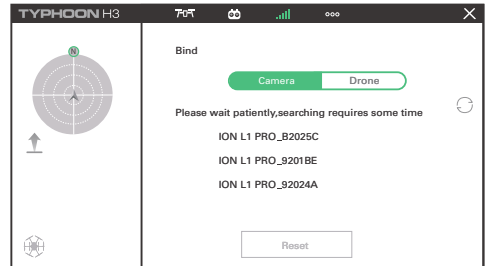 TYPHOON H3
N
Bind
Camera Drone
Please wait patiently,searching requires some time
ION L1 PRO_B2025C
ION L1 PRO_9201BE
ION L1 PRO_92024A
Reset